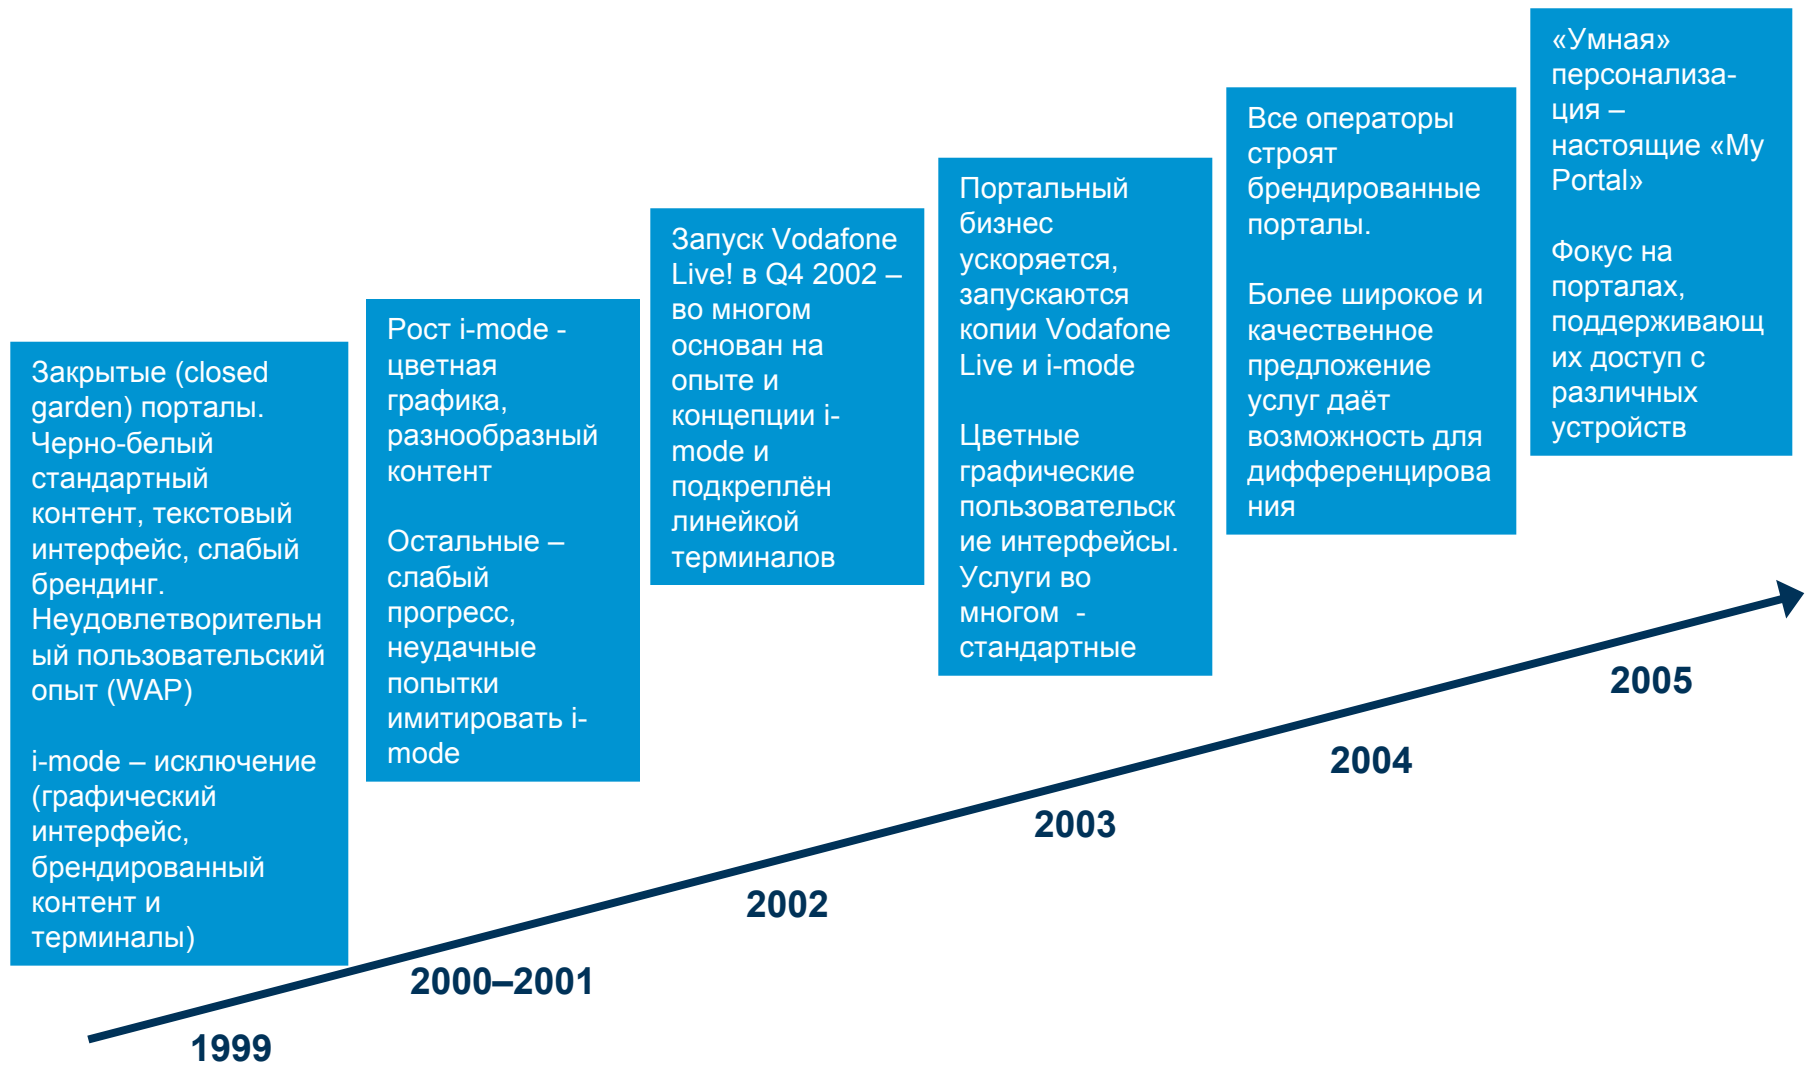 Закрытые (closed
garden) порталы.
Черно-белый
стандартный
контент, текстовый
интерфейс, слабый
брендинг.
Неудовлетворительн
ый пользовательский
опыт (WAP)
i-mode – исключение
(графический
интерфейс,
брендированный
контент и
терминалы)
Рост i-mode -
цветная
графика,
разнообразный
контент
Остальные –
слабый
прогресс,
неудачные
попытки
имитировать i-
mode
Запуск Vodafone
Live! в Q4 2002 –
во многом
основан на
опыте и
концепции i-
mode и
подкреплён
линейкой
терминалов
Портальный
бизнес
ускоряется,
запускаются
копии Vodafone
Live и i-mode
Цветные
графические
пользовательск
ие интерфейсы.
Услуги во
многом  -
стандартные
Все операторы
строят
брендированные
порталы.
Более широкое и
качественное
предложение
услуг даёт
возможность для
дифференцирова
ния
«Умная»
персонализа-
ция –
настоящие «My
Portal»
Фокус на
порталах,
поддерживающ
их доступ с
различных
устройств
1999
2000–2001
2002
2003
2004
2005